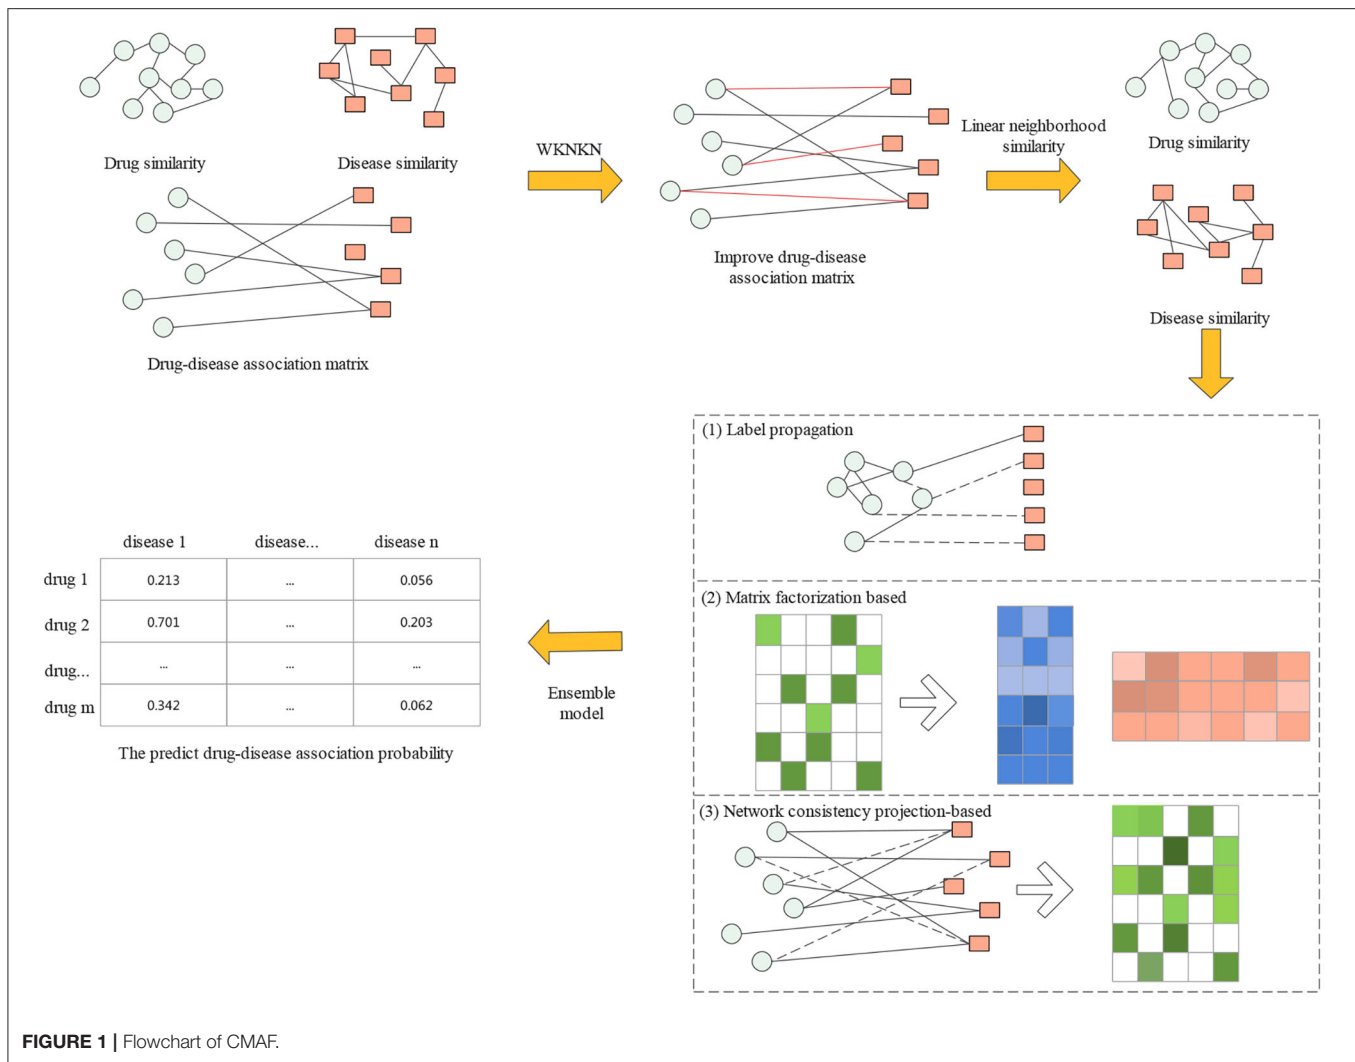 Drug similarity
Disease similarity
Drug-disease association matrix
WKNKN
Improve drug-disease
association matrix
Linear neighborhood
similarity
Drug similarity
Disease similarity
(1) Label propagation
(2) Matrix factorization based
(3) Network consistency projection-based
Ensemble
model
disease 1 disease... disease n
drug 1 0.213 ... 0.056
drug 2 0.701 ... 0.203
drug... ... ... ...
drug m 0.342 ... 0.062
The predict drug-disease association probability
FIGURE 1 | Flowchart of CMAF.